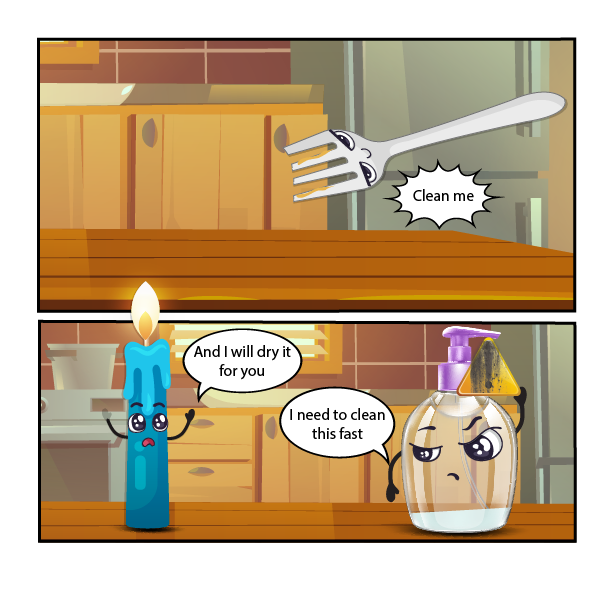 Clean me
And I will dry it
for you
I need to clean
this fast